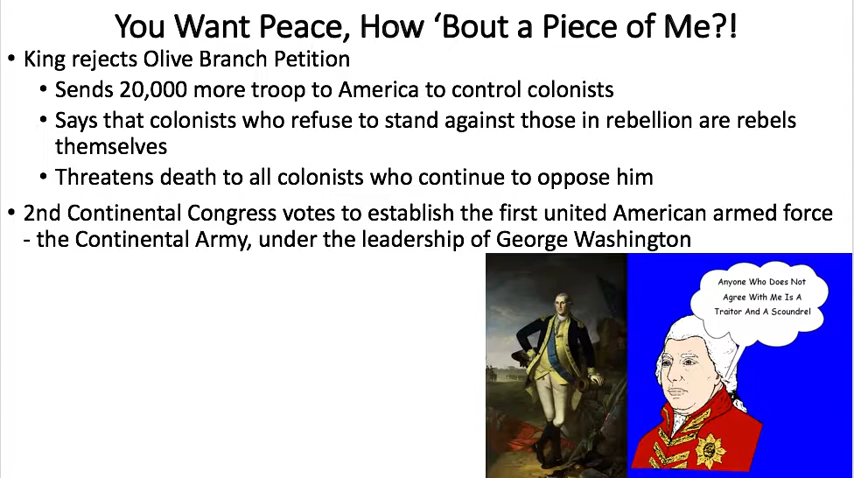 You Want Peace, How ‘Bout a Piece of Me?!
• King rejects Olive Branch Petition
• Sends 20,000 more troop to America to control colonists
• Says that colonists who refuse to stand against those in rebellion are rebels
themselves
• Threatens death to all colonists who continue to oppose him
• 2nd Continental Congress votes to establish the first united American armed force
- the Continental Army, under the leadership of George Washington
Anyone Who Does Not
Agree With Me Is A
Traitor And A Scoundrel